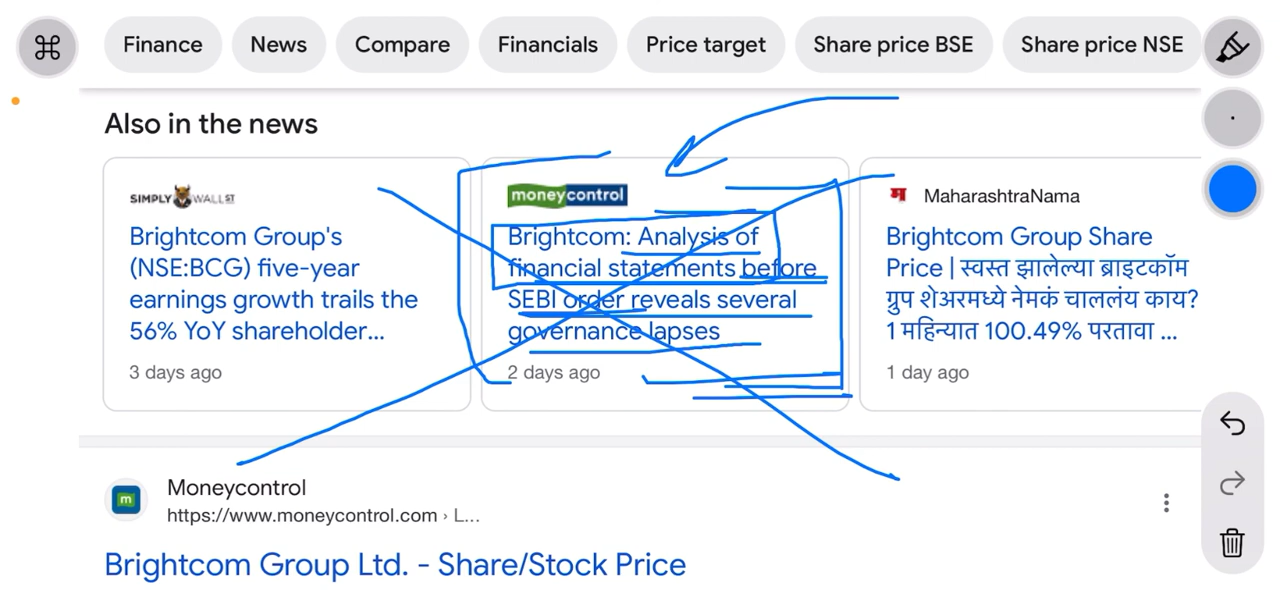 Finance News Compare Financials Price target Share price BSE Share price NSE
Also in the news
SIMPLY WALL ST
Brightcom Group's
(NSE:BCG) five-year
earnings growth trails the
56% YoY shareholder...
3 days ago
moneycontrol
Brightcom: Analysis of
financial statements before
SEBI order reveals several
governance lapses
2 days ago
म MaharashtraNama
Brightcom Group Share
Price | स्वस्त झालेल्या ब्राइटकॉम
ग्रुप शेअरमध्ये नेमकं चाललंय काय?
1 महिन्यात 100.49% परतावा ...
1 day ago
m
Moneycontrol
https://www.moneycontrol.com › L...
Brightcom Group Ltd. - Share/Stock Price